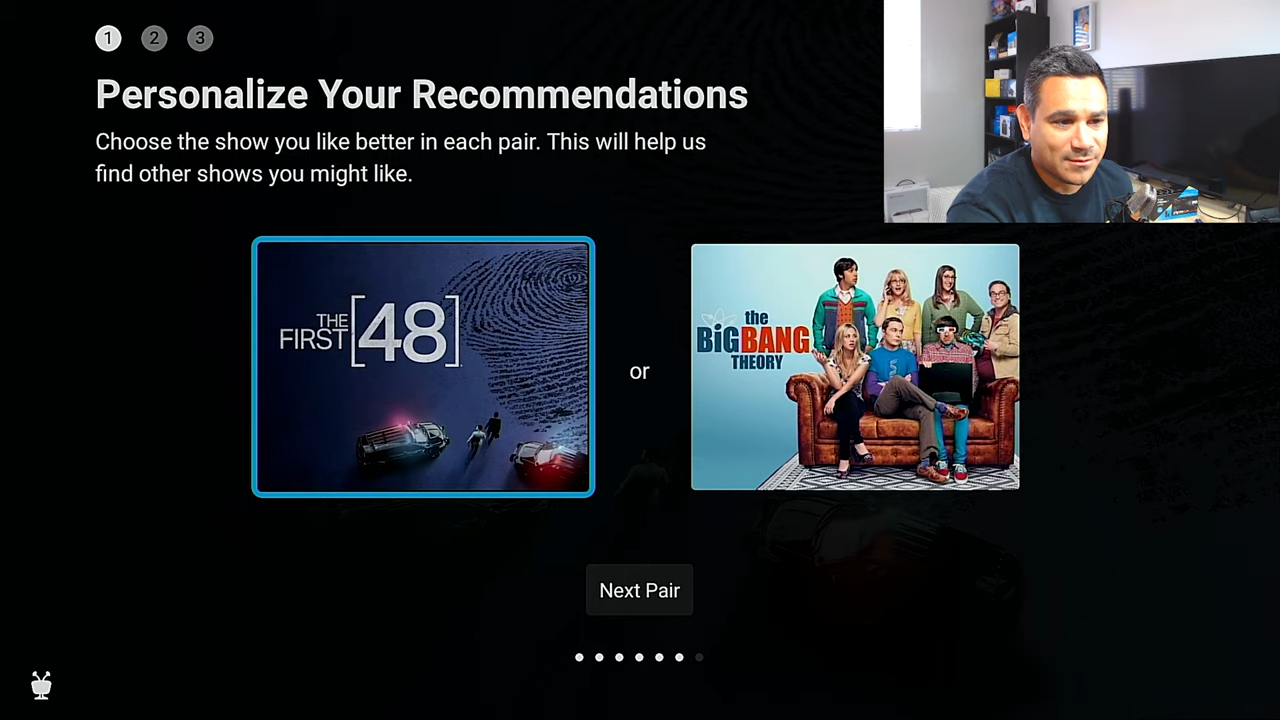 1 2 3
Personalize Your Recommendations
Choose the show you like better in each pair. This will help us
find other shows you might like.
THE
FIRST [48]
or
the
BiG BANG
THEORY
Next Pair